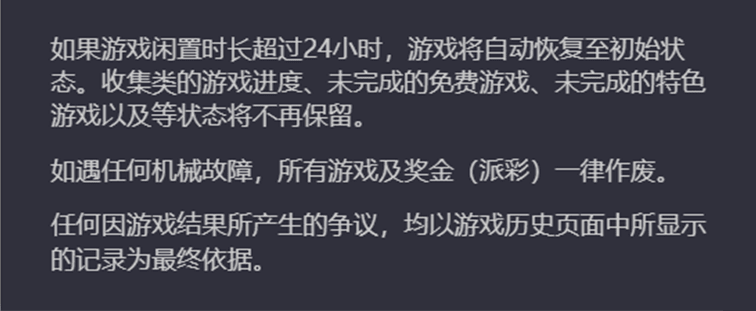 如果游戏闲置时长超过24小时，游戏将自动恢复至初始状
态。收集类的游戏进度、未完成的免费游戏、未完成的特色
游戏以及等状态将不再保留。
如遇任何机械故障，所有游戏及奖金（派彩）一律作废。
任何因游戏结果所产生的争议，均以游戏历史页面中所显示
的记录为最终依据。